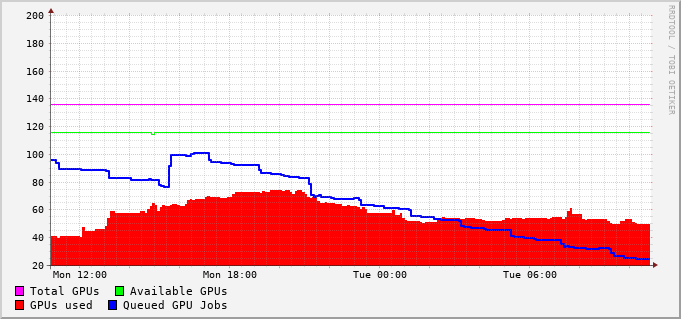 200
180
160
140
120
100
80
60
40
20
Mon 12:00 Mon 18:00 Tue 00:00 Tue 06:00
Total GPUs Available GPUs
GPUs used Queued GPU Jobs
RRDTOOL / TOBI OETIKER